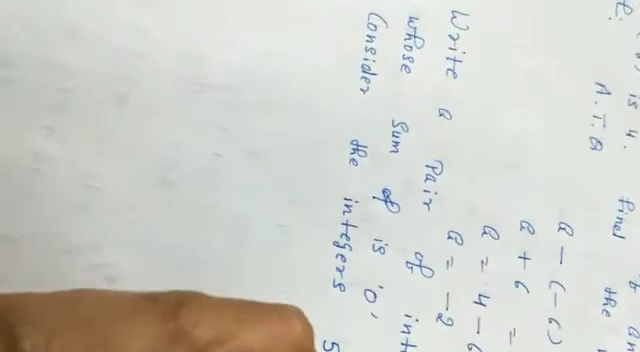 is 4. find the
A.T.Q a - (-6)
a + 6 =
a = 4 - 6
a = -2
Write a Pair of
whose sum of is '0'
Consider the integers 5